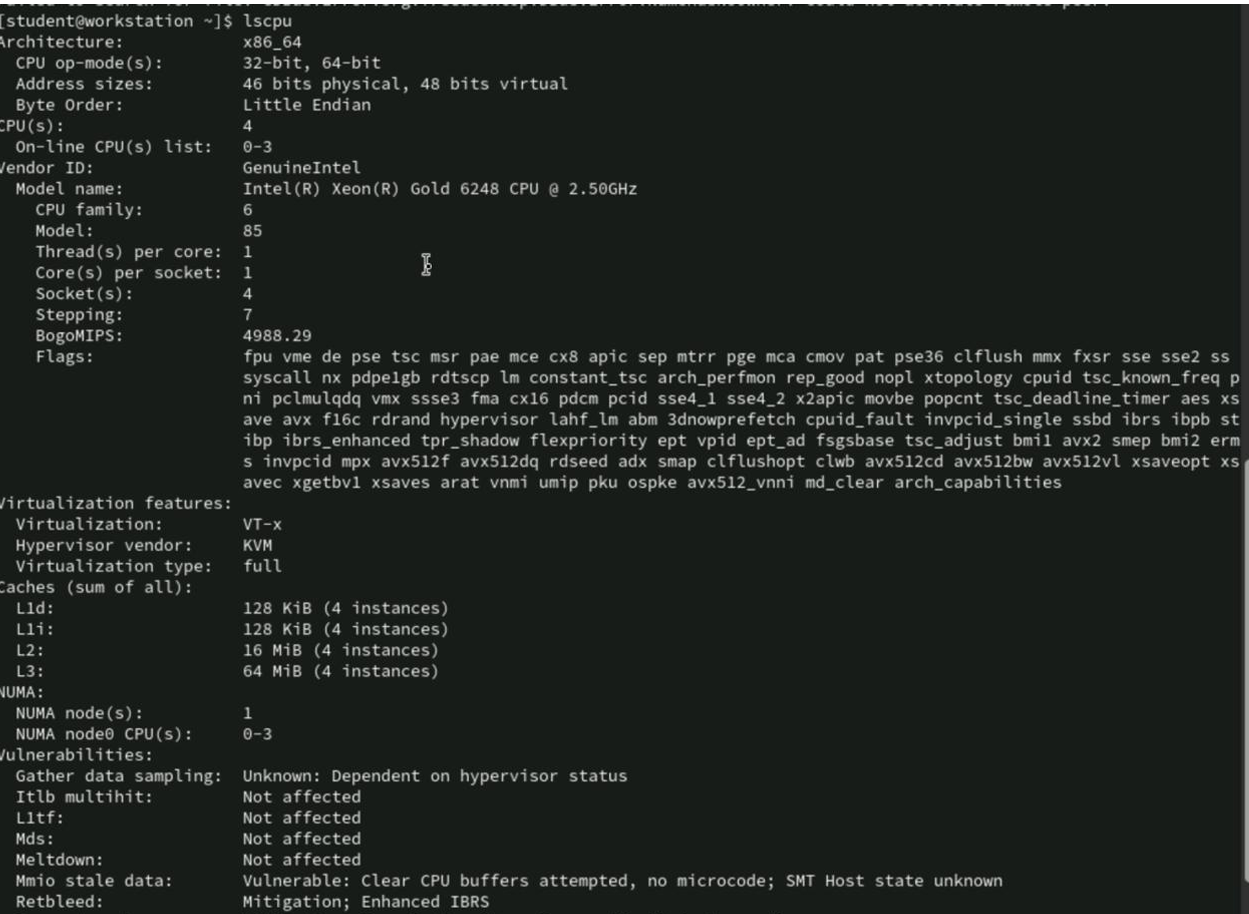 [student@workstation ~]$ lscpu
Architecture: x86_64
CPU op-mode(s): 32-bit, 64-bit
Address sizes: 46 bits physical, 48 bits virtual
Byte Order: Little Endian
CPU(s): 4
On-line CPU(s) list: 0-3
Vendor ID: GenuineIntel
Model name: Intel(R) Xeon(R) Gold 6248 CPU @ 2.50GHz
CPU family: 6
Model: 85
Thread(s) per core: 1
Core(s) per socket: 1
Socket(s): 4
Stepping: 7
BogoMIPS: 4988.29
Flags: fpu vme de pse tsc msr pae mce cx8 apic sep mtrr pge mca cmov pat pse36 clflush mmx fxsr sse sse2 ss
syscall nx pdpe1gb rdtscp lm constant_tsc arch_perfmon rep_good nopl xtopology cpuid tsc_known_freq p
ni pclmulqdq vmx ssse3 fma cx16 pdcm pcid sse4_1 sse4_2 x2apic movbe popcnt tsc_deadline_timer aes xs
ave avx f16c rdrand hypervisor lahf_lm abm 3dnowprefetch cpuid_fault invpcid_single ssbd ibrs ibpb st
ibp ibrs_enhanced tpr_shadow flexpriority ept vpid ept_ad fsgsbase tsc_adjust bmi1 avx2 smep bmi2 erm
s invpcid mpx avx512f avx512dq rdseed adx smap clflushopt clwb avx512cd avx512bw avx512vl xsaveopt xs
avec xgetbv1 xsaves arat vnmi umip pku ospke avx512_vnni md_clear arch_capabilities
Virtualization features:
Virtualization: VT-x
Hypervisor vendor: KVM
Virtualization type: full
Caches (sum of all):
L1d: 128 KiB (4 instances)
L1i: 128 KiB (4 instances)
L2: 16 MiB (4 instances)
L3: 64 MiB (4 instances)
NUMA:
NUMA node(s): 1
NUMA node0 CPU(s): 0-3
Vulnerabilities:
Gather data sampling: Unknown: Dependent on hypervisor status
Itlb multihit: Not affected
L1tf: Not affected
Mds: Not affected
Meltdown: Not affected
Mmio stale data: Vulnerable: Clear CPU buffers attempted, no microcode; SMT Host state unknown
Retbleed: Mitigation; Enhanced IBRS